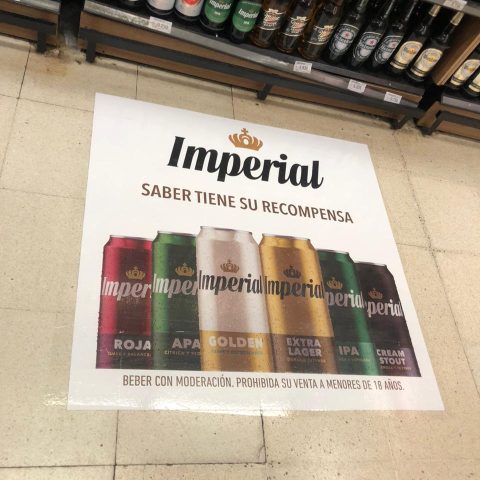 Imperial
SABER TIENE SU RECOMPENSA
Imperial Imperial Imperial Imperial Imperial Imperial
ROJA APA GOLDEN EXTRA LAGER IPA CREAM STOUT
BEBER CON MODERACIÓN. PROHIBIDA SU VENTA A MENORES DE 18 AÑOS.